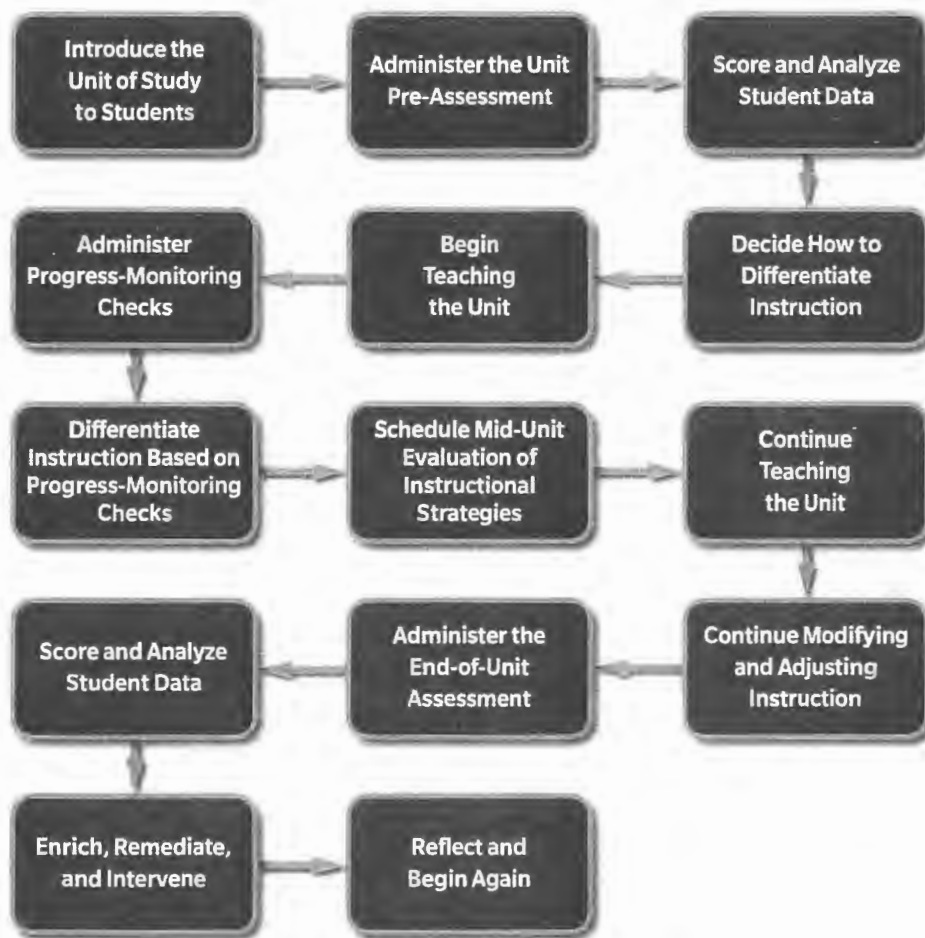 Introduce the
Unit of Study
to Students
Administer the Unit
Pre-Assessment
Score and Analyze
Student Data
Decide How to
Differentiate
Instruction
Begin
Teaching
the Unit
Administer
Progress-Monitoring
Checks
Differentiate
Instruction Based on
Progress-Monitoring
Checks
Schedule Mid-Unit
Evaluation of
Instructional
Strategies
Continue
Teaching
the Unit
Continue Modifying
and Adjusting
Instruction
Administer the
End-of-Unit
Assessment
Score and Analyze
Student Data
Enrich, Remediate,
and Intervene
Reflect and
Begin Again